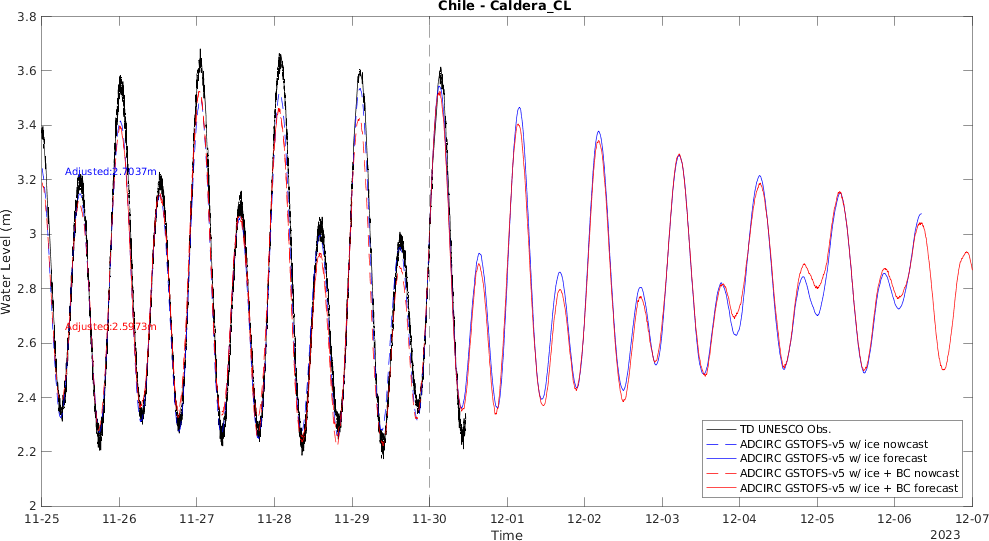 Chile - Caldera_CL
Water Level (m)
3.8
3.6
3.4
3.2
3
2.8
2.6
2.4
2.2
2
Adjusted:2.7037m
Adjusted:2.5973m
TD UNESCO Obs.
ADCIRC GSTOFS-v5 w/ ice nowcast
ADCIRC GSTOFS-v5 w/ ice forecast
ADCIRC GSTOFS-v5 w/ ice + BC nowcast
ADCIRC GSTOFS-v5 w/ ice + BC forecast
11-25 11-26 11-27 11-28 11-29 11-30 12-01 12-02 12-03 12-04 12-05 12-06 12-07
Time
2023